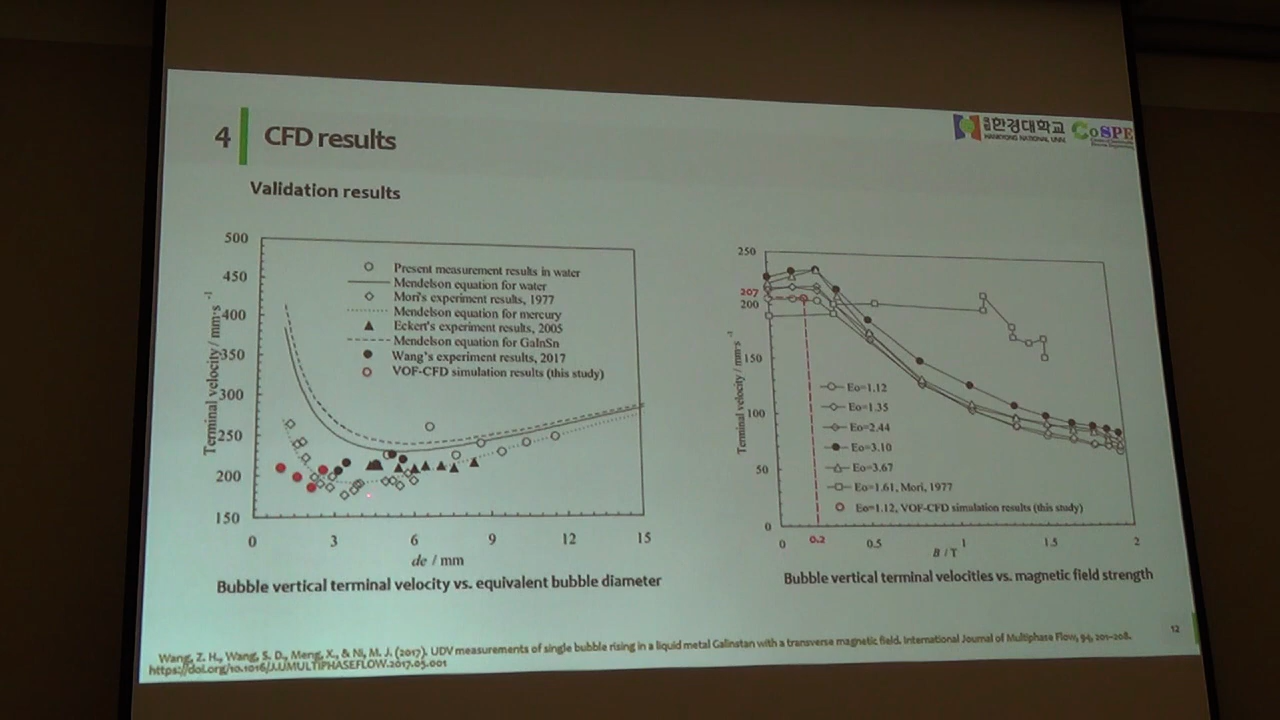 4 CFD results
한경대학교
HANKYONG NATIONAL UNIV.
CoSPE
Validation results
500
450
400
350
300
250
200
150
Terminal velocity / mm·s⁻¹
Present measurement results in water
Mendelson equation for water
Mori's experiment results, 1977
Mendelson equation for mercury
Eckert's experiment results, 2005
Mendelson equation for GaInSn
Wang's experiment results, 2017
VOF-CFD simulation results (this study)
0 3 6 9 12 15
de / mm
Bubble vertical terminal velocity vs. equivalent bubble diameter
250
207
200
150
100
50
0
Terminal velocity / mm·s⁻¹
Eo=1.12
Eo=1.35
Eo=2.44
Eo=3.10
Eo=3.67
Eo=1.61, Mori, 1977
Eo=1.12, VOF-CFD simulation results (this study)
0 0.2 0.5 1 1.5 2
B / T
Bubble vertical terminal velocities vs. magnetic field strength
12
Wang, Z. H., Wang, S. D., Meng, X., & Ni, M. J. (2017). UDV measurements of single bubble rising in a liquid metal Galinstan with a transverse magnetic field. International Journal of Multiphase Flow, 94, 201–208.
https://doi.org/10.1016/J.IJMULTIPHASEFLOW.2017.05.001